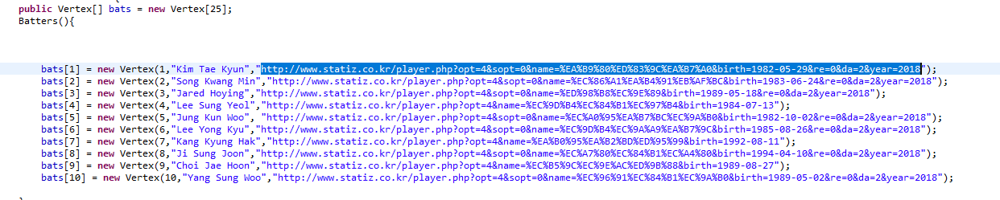 public Vertex[] bats = new Vertex[25];
Batters(){
bats[1] = new Vertex(1,"Kim Tae Kyun","http://www.statiz.co.kr/player.php?opt=4&sopt=0&name=%EA%B9%80%ED%83%9C%EA%B7%A0&birth=1982-05-29&re=0&da=2&year=2018");
bats[2] = new Vertex(2,"Song Kwang Min","http://www.statiz.co.kr/player.php?opt=4&sopt=0&name=%EC%86%A1%EA%B4%91%EB%AF%BC&birth=1983-06-24&re=0&da=2&year=2018");
bats[3] = new Vertex(3,"Jared Hoying","http://www.statiz.co.kr/player.php?opt=4&sopt=0&name=%ED%98%B8%EC%9E%89&birth=1989-05-18&re=0&da=2&year=2018");
bats[4] = new Vertex(4,"Lee Sung Yeol","http://www.statiz.co.kr/player.php?opt=4&name=%EC%9D%B4%EC%84%B1%EC%97%B4&birth=1984-07-13");
bats[5] = new Vertex(5,"Jung Kun Woo","http://www.statiz.co.kr/player.php?opt=4&sopt=0&name=%EC%A0%95%EA%B7%BC%EC%9A%B0&birth=1982-10-02&re=0&da=2&year=2018");
bats[6] = new Vertex(6,"Lee Yong Kyu","http://www.statiz.co.kr/player.php?opt=4&sopt=0&name=%EC%9D%B4%EC%9A%A9%EA%B7%9C&birth=1985-08-26&re=0&da=2&year=2018");
bats[7] = new Vertex(7,"Kang Kyung Hak","http://www.statiz.co.kr/player.php?opt=4&name=%EA%B0%95%EA%B2%BD%ED%95%99&birth=1992-08-11");
bats[8] = new Vertex(8,"Ji Sung Joon","http://www.statiz.co.kr/player.php?opt=4&sopt=0&name=%EC%A7%80%EC%84%B1%EC%A4%80&birth=1994-04-10&re=0&da=2&year=2018");
bats[9] = new Vertex(9,"Choi Jae Hoon","http://www.statiz.co.kr/player.php?opt=4&name=%EC%B5%9C%EC%9E%AC%ED%9B%88&birth=1989-08-27");
bats[10] = new Vertex(10,"Yang Sung Woo","http://www.statiz.co.kr/player.php?opt=4&sopt=0&name=%EC%96%91%EC%84%B1%EC%9A%B0&birth=1989-05-02&re=0&da=2&year=2018");